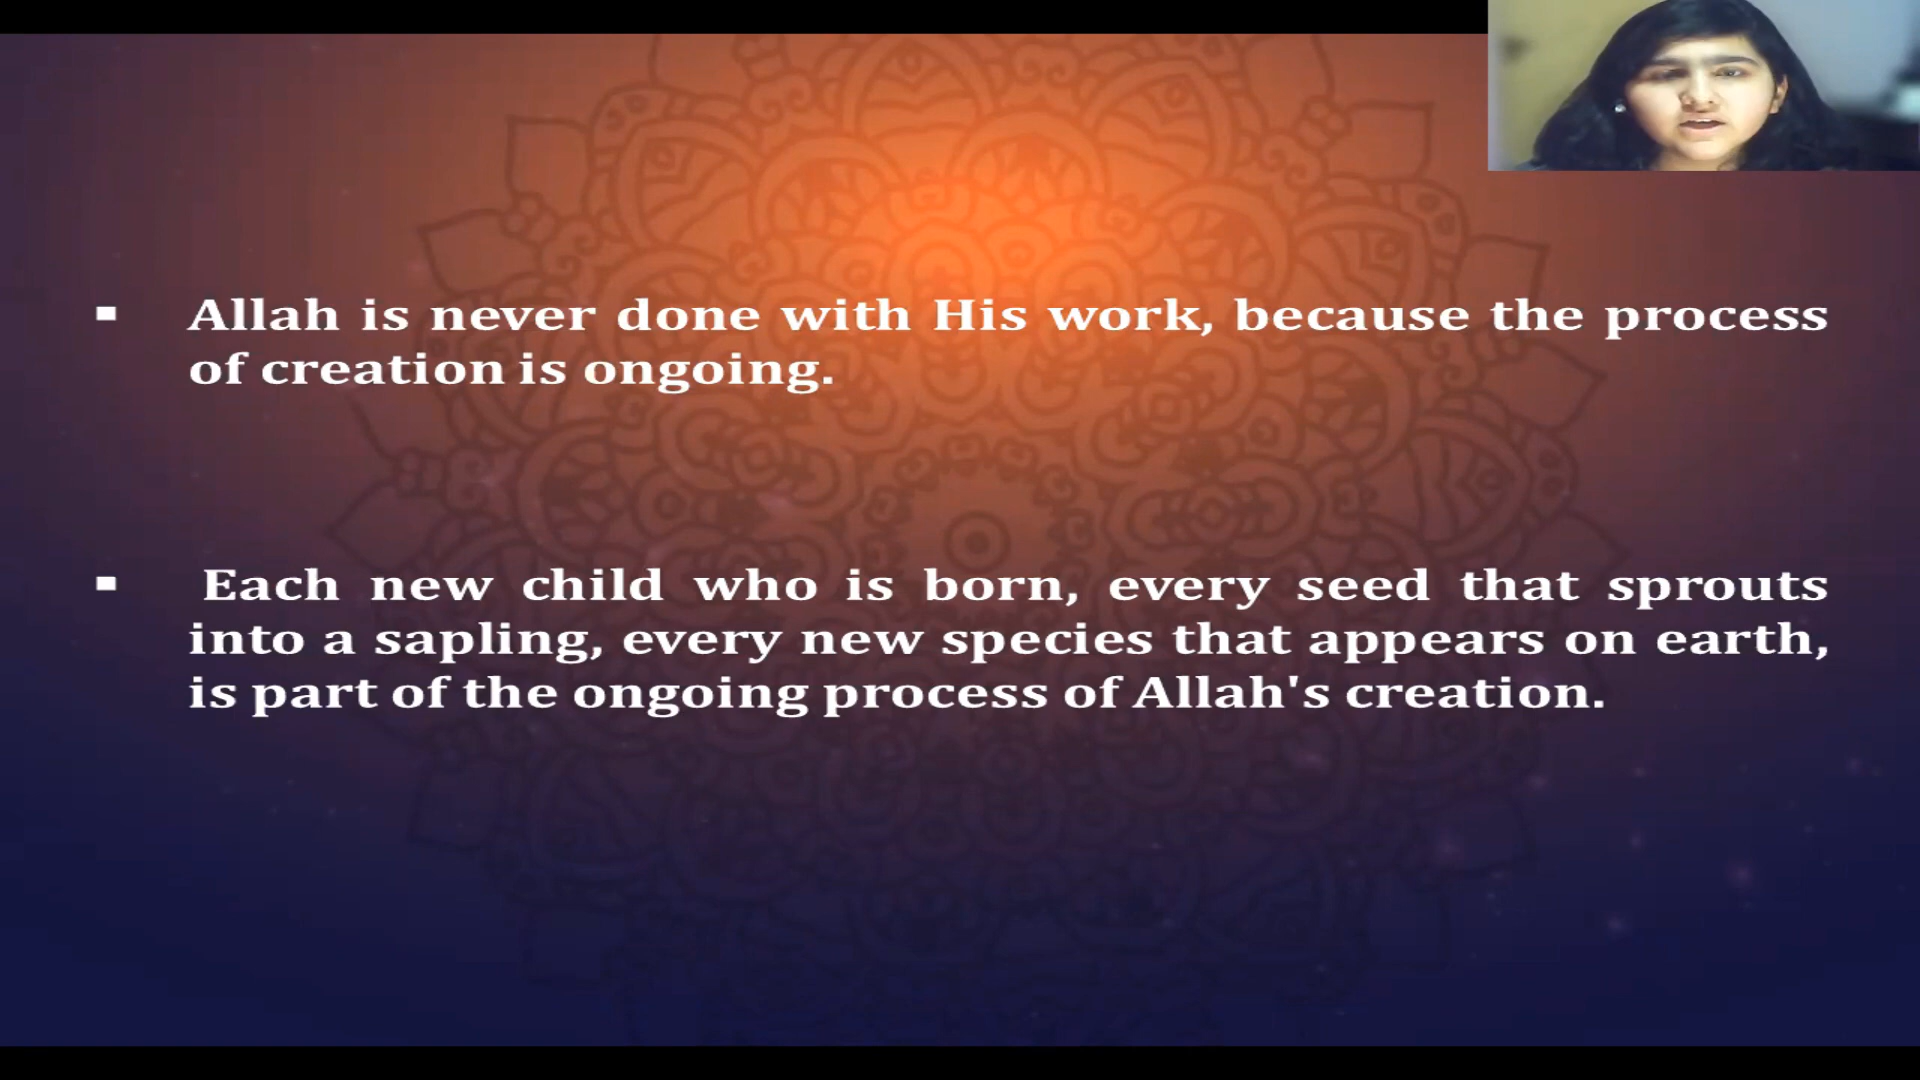 ▪ Allah is never done with His work, because the process
of creation is ongoing.
▪ Each new child who is born, every seed that sprouts
into a sapling, every new species that appears on earth,
is part of the ongoing process of Allah's creation.